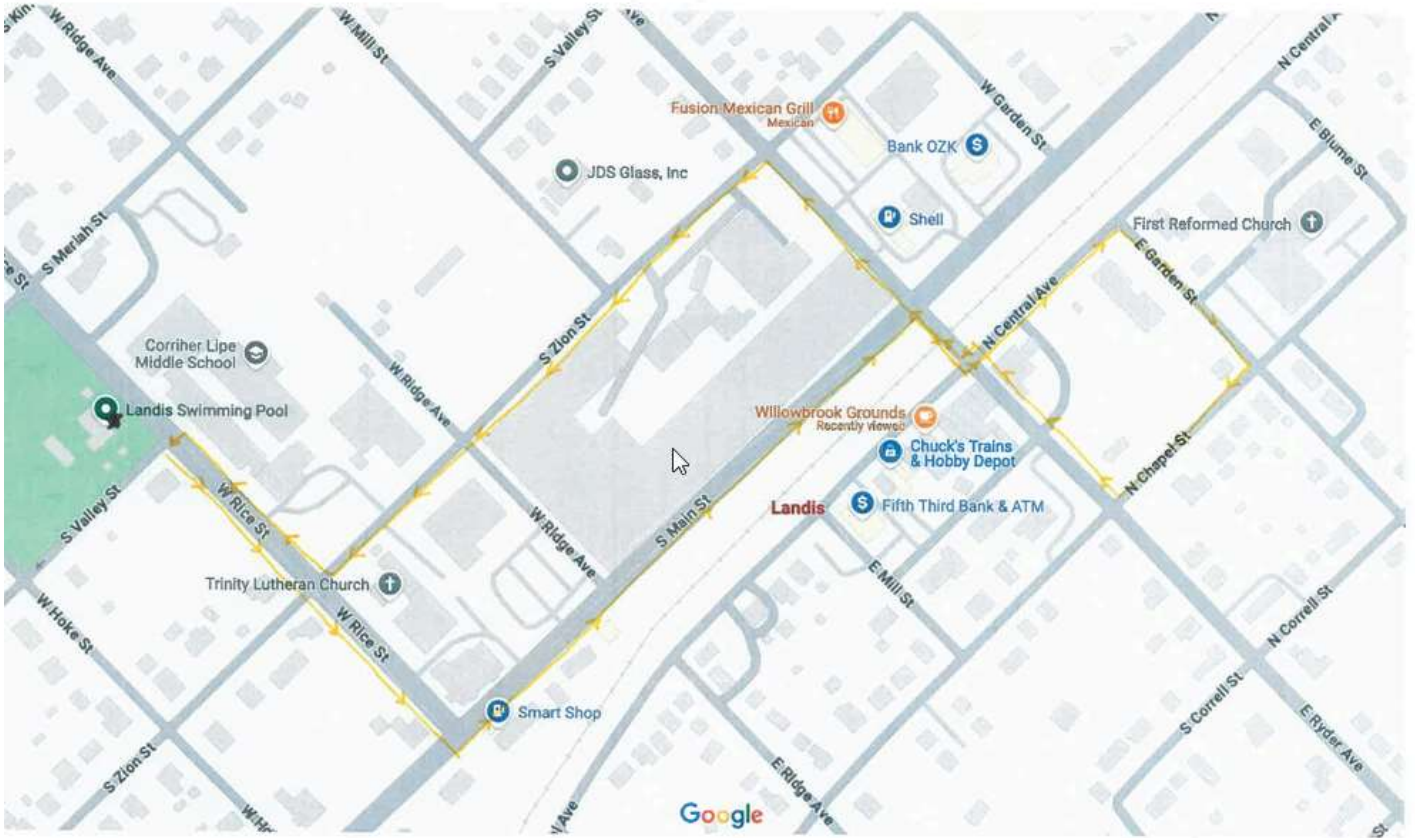 W Ridge Ave
W Mill St
S Valley St
Ave
N Central A
Fusion Mexican Grill
Mexican
W Garden St
Bank OZK
E Blume St
JDS Glass, Inc
Shell
First Reformed Church
S Meriah St
E Garden St
N Central Ave
S Zion St
Corriher Lipe
Middle School
W Ridge Ave
Landis Swimming Pool
Willowbrook Grounds
Recently viewed
Chuck's Trains
& Hobby Depot
N Chapel St
S Valley St
W Rice St
W Ridge Ave
S Main St
Landis
Fifth Third Bank & ATM
Trinity Lutheran Church
E Mill St
W Hoke St
W Rice St
N Correll St
Smart Shop
S Correll St
S Zion St
E Ryder Ave
E Ridge Ave
Google